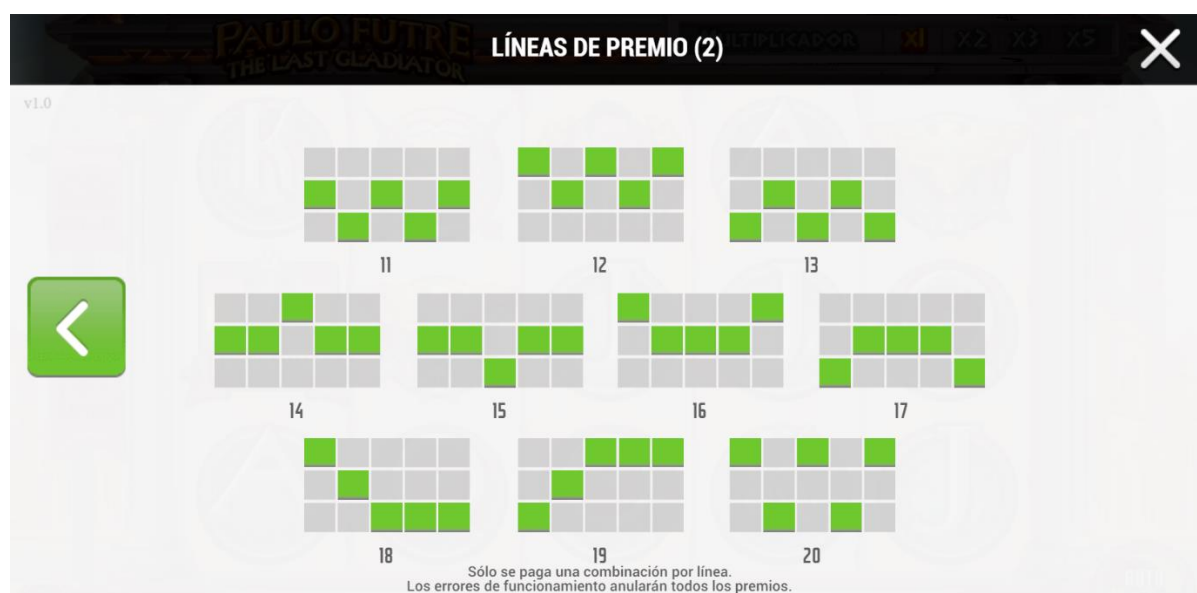 PAULO FUTRE
THE LAST GLADIATOR
LÍNEAS DE PREMIO (2)
MULTIPLICADOR x1 x2 x3 x5
v1.0
11 12 13
14 15 16 17
18 19 20
Sólo se paga una combinación por línea.
Los errores de funcionamiento anularán todos los premios.